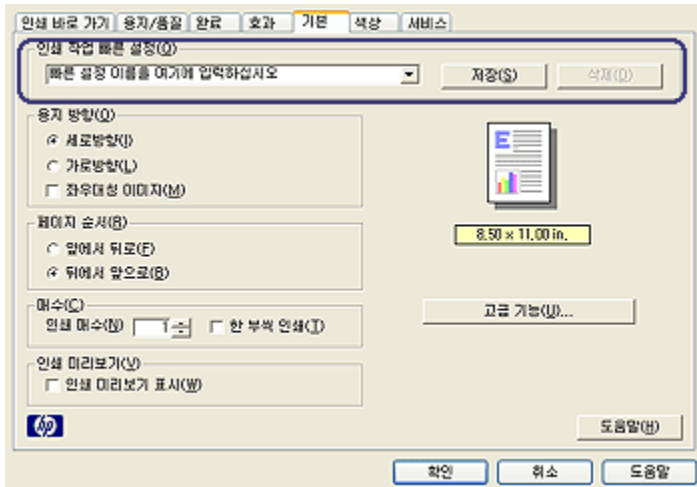 인쇄 바로 가기 용지/품질 완료 효과 기본 색상 서비스
인쇄 작업 빠른 설정(O)
빠른 설정 이름을 여기에 입력하십시오 저장(S) 삭제(D)
용지 방향(O)
세로방향(I)
가로방향(L)
좌우대칭 이미지(M)
E
8.50 × 11.00 in.
페이지 순서(R)
앞에서 뒤로(F)
뒤에서 앞으로(B)
매수(C)
인쇄 매수(N) 1 한 부씩 인쇄(T)
고급 기능(U)...
인쇄 미리보기(V)
인쇄 미리보기 표시(W)
hp
도움말(H)
확인 취소 도움말